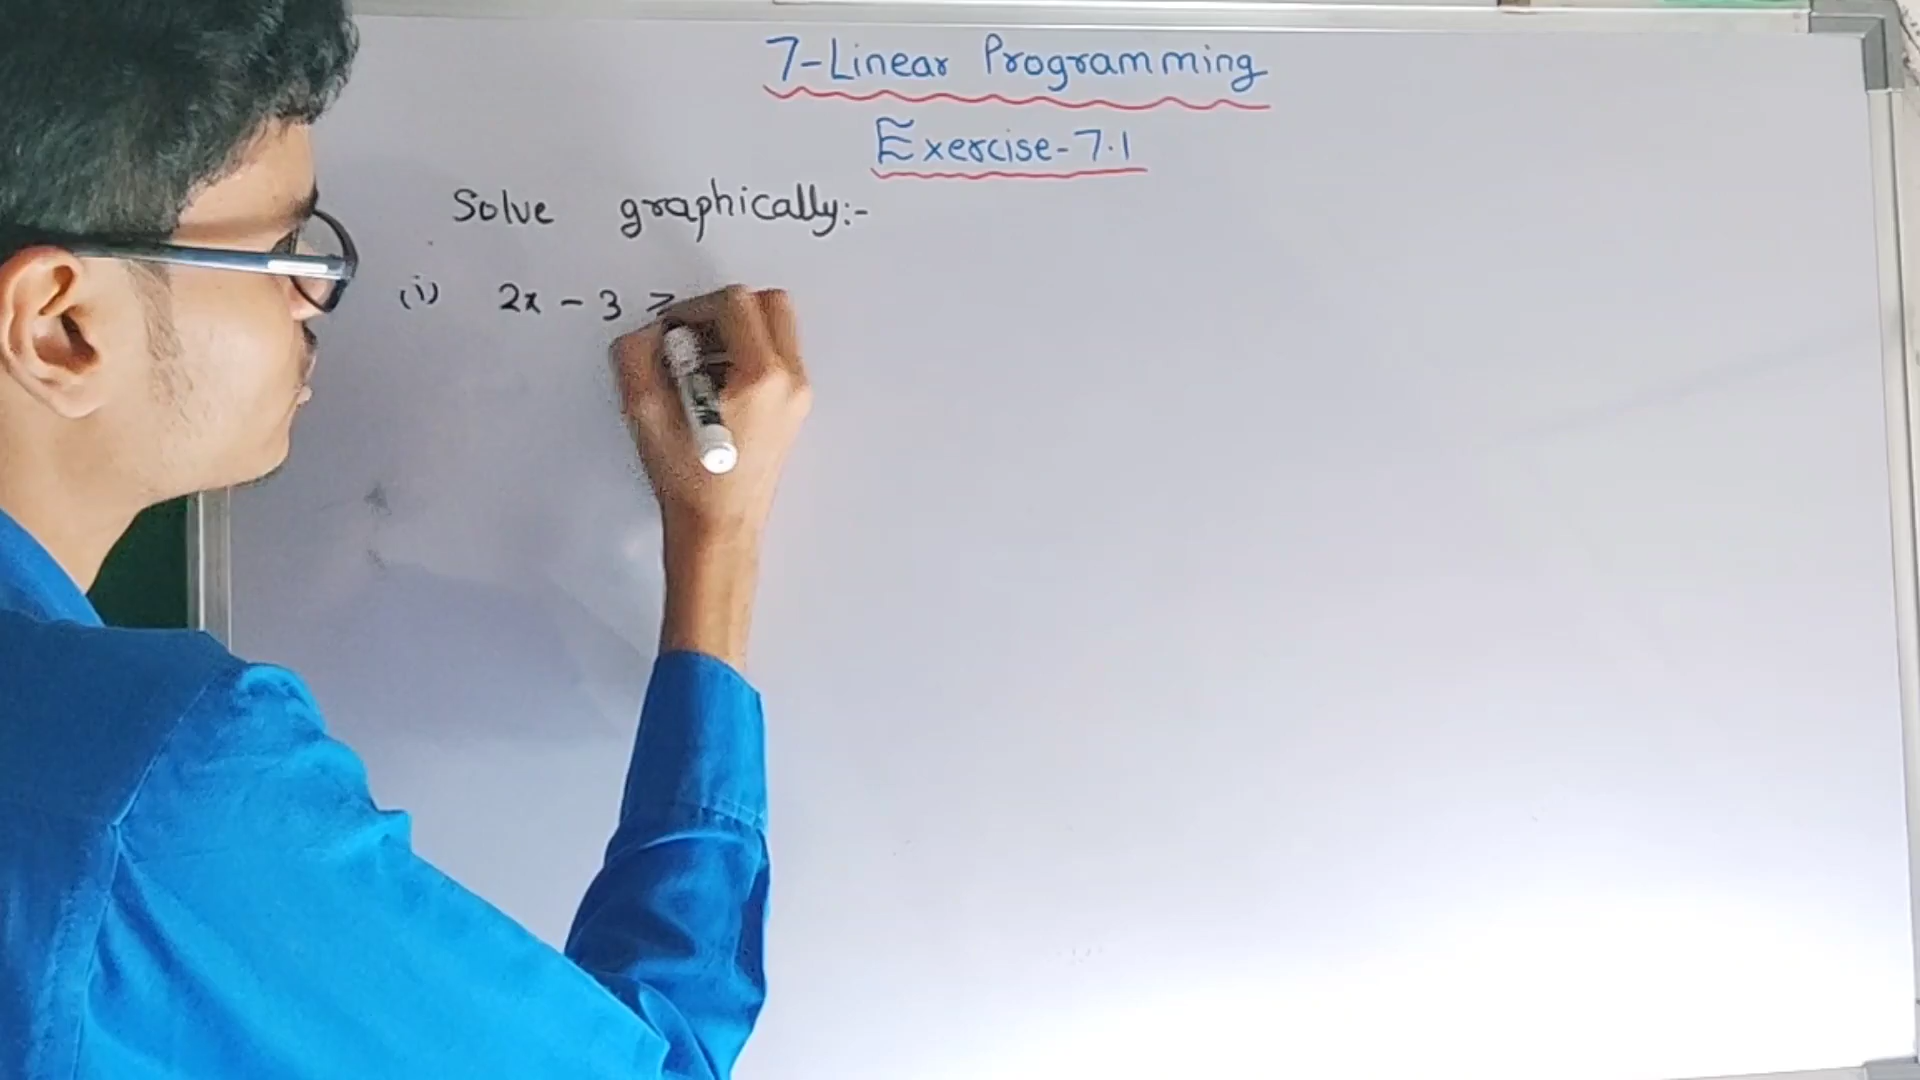 7-Linear Programming
Exercise-7.1
Solve graphically:-
(i) 2x - 3 ≥